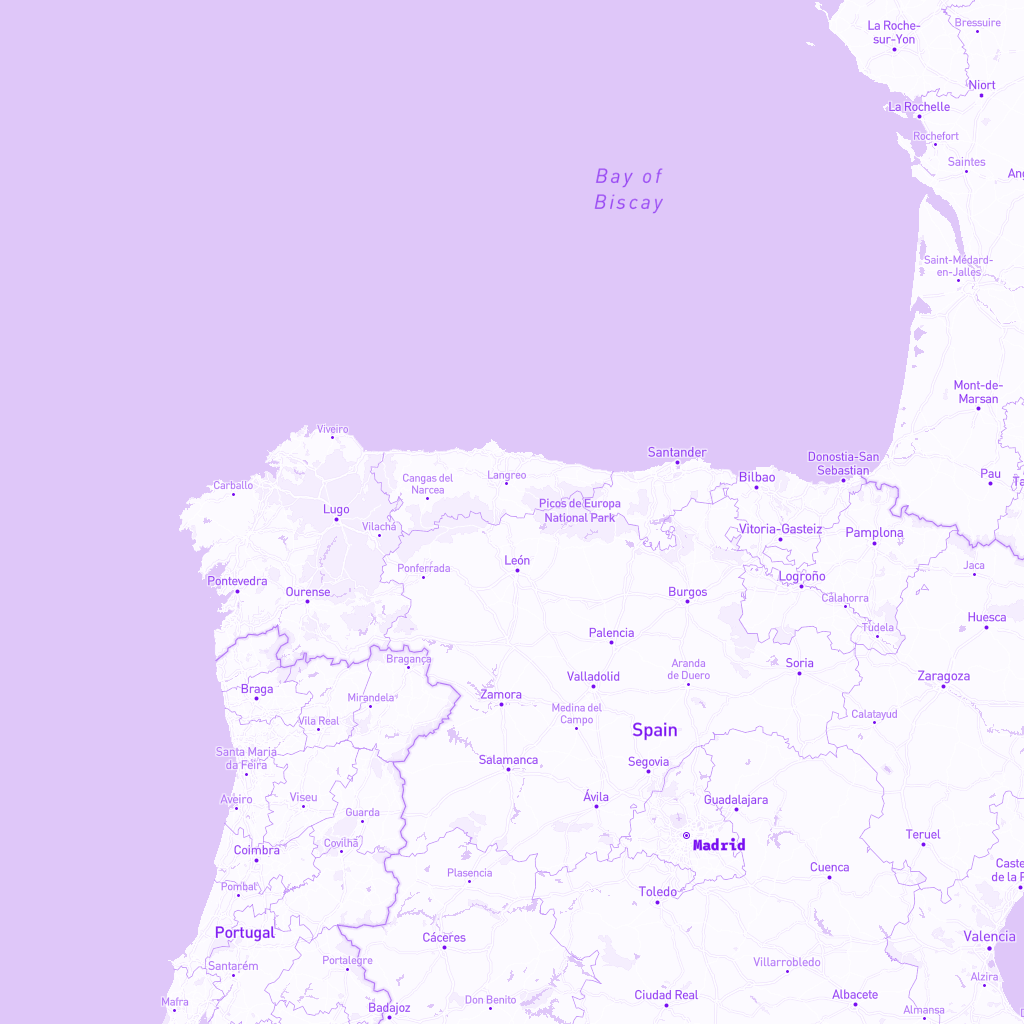 La Roche-
sur-Yon
Bressuire
Niort
La Rochelle
Rochefort
Saintes
Bay of
Biscay
Saint-Médard-
en-Jalles
Mont-de-
Marsan
Viveiro
Santander
Donostia-San
Sebastian
Pau
Bilbao
Langreo
Cangas del
Narcea
Carballo
Picos de Europa
National Park
Lugo
Vilachá
Vitoria-Gasteiz
Pamplona
León
Ponferrada
Jaca
Pontevedra
Ourense
Logroño
Burgos
Calahorra
Huesca
Tudela
Palencia
Bragança
Soria
Aranda
de Duero
Valladolid
Zaragoza
Braga
Mirandela
Zamora
Medina del
Campo
Calatayud
Vila Real
Spain
Santa Maria
da Feira
Salamanca
Segovia
Aveiro
Viseu
Ávila
Guadalajara
Guarda
Teruel
Covilhã
Madrid
Coimbra
Plasencia
Cuenca
Pombal
Toledo
Portugal
Cáceres
Valencia
Santarém
Portalegre
Villarrobledo
Alzira
Mafra
Badajoz
Don Benito
Ciudad Real
Albacete
Almansa